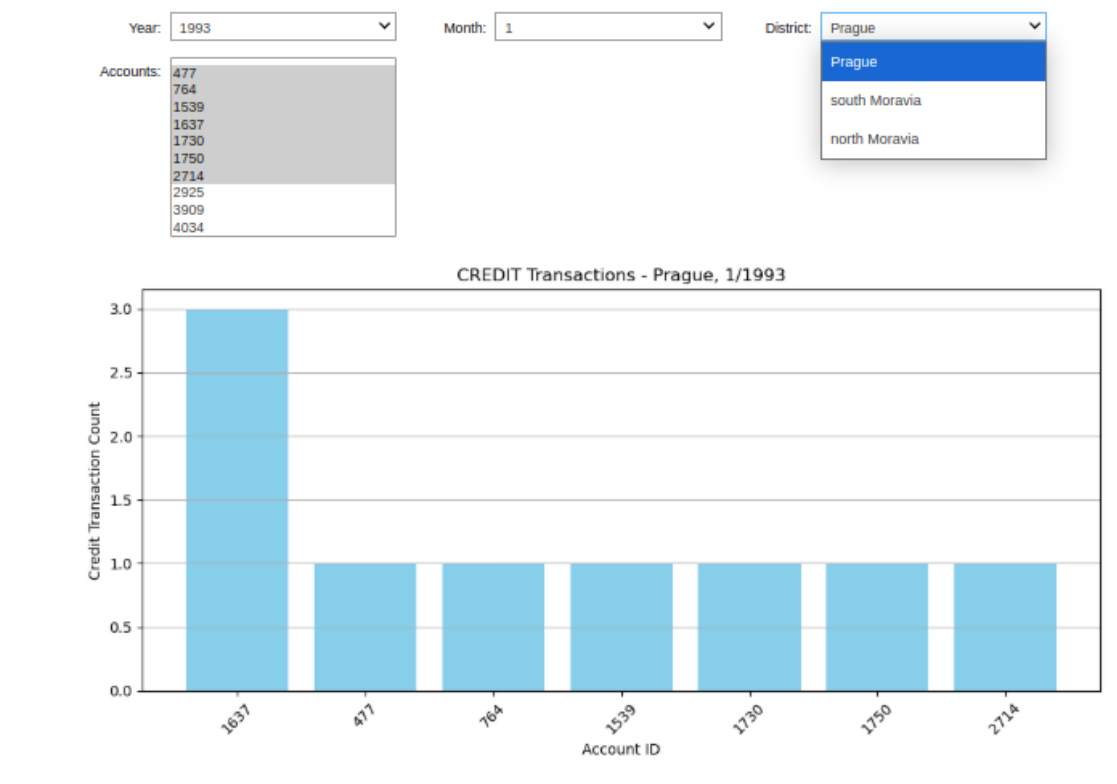 Year: 1993 Month: 1 District: Prague
Prague
south Moravia
north Moravia
Accounts:
477
764
1539
1637
1730
1750
2714
2925
3909
4034
CREDIT Transactions - Prague, 1/1993
Credit Transaction Count
3.0
2.5
2.0
1.5
1.0
0.5
0.0
1637 477 764 1539 1730 1750 2714
Account ID